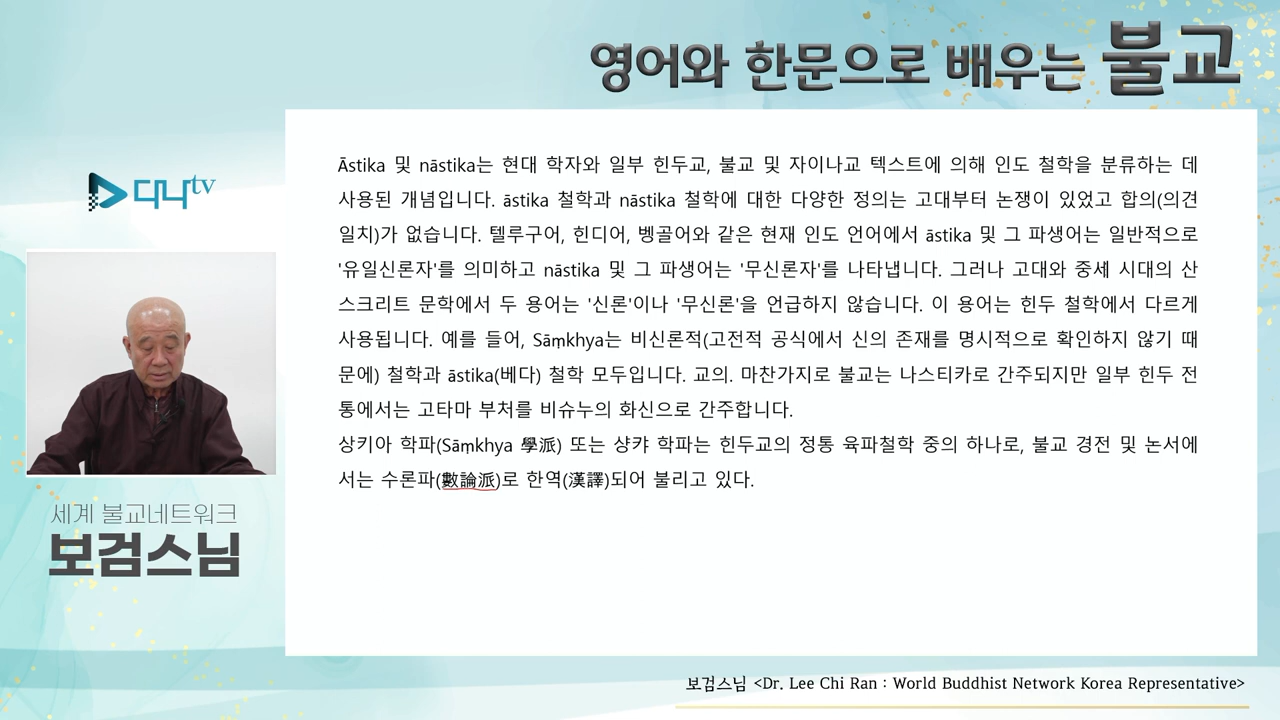 영어와 한문으로 배우는 불교
디나tv
Āstika 및 nāstika는 현대 학자와 일부 힌두교, 불교 및 자이나교 텍스트에 의해 인도 철학을 분류하는 데
사용된 개념입니다. āstika 철학과 nāstika 철학에 대한 다양한 정의는 고대부터 논쟁이 있었고 합의(의견
일치)가 없습니다. 텔루구어, 힌디어, 벵골어와 같은 현재 인도 언어에서 āstika 및 그 파생어는 일반적으로
'유일신론자'를 의미하고 nāstika 및 그 파생어는 '무신론자'를 나타냅니다. 그러나 고대와 중세 시대의 산
스크리트 문학에서 두 용어는 '신론'이나 '무신론'을 언급하지 않습니다. 이 용어는 힌두 철학에서 다르게
사용됩니다. 예를 들어, Sāṃkhya는 비신론적(고전적 공식에서 신의 존재를 명시적으로 확인하지 않기 때
문에) 철학과 āstika(베다) 철학 모두입니다. 교의. 마찬가지로 불교는 나스티카로 간주되지만 일부 힌두 전
통에서는 고타마 부처를 비슈누의 화신으로 간주합니다.
상키아 학파(Sāṃkhya 學派) 또는 샹캬 학파는 힌두교의 정통 육파철학 중의 하나로, 불교 경전 및 논서에
서는 수론파(數論派)로 한역(漢譯)되어 불리고 있다.
세계 불교네트워크
보검스님
보검스님 <Dr. Lee Chi Ran : World Buddhist Network Korea Representative>